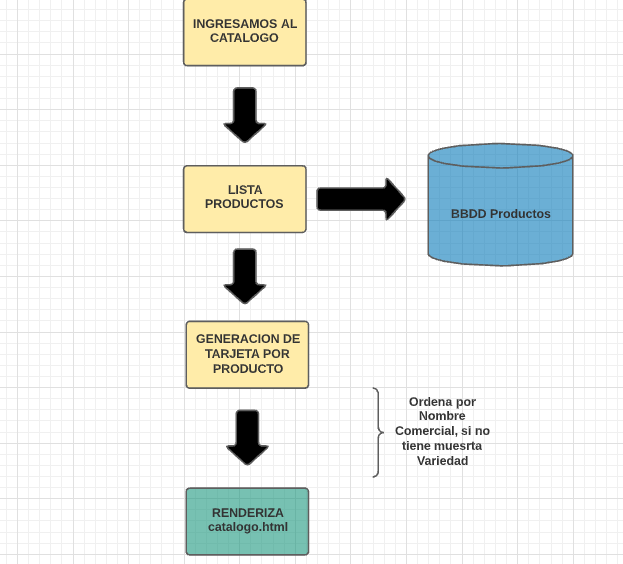 INGRESAMOS AL
CATALOGO
LISTA
PRODUCTOS
BBDD Productos
GENERACION DE
TARJETA POR
PRODUCTO
Ordena por
Nombre
Comercial, si no
tiene muesrta
Variedad
RENDERIZA
catalogo.html